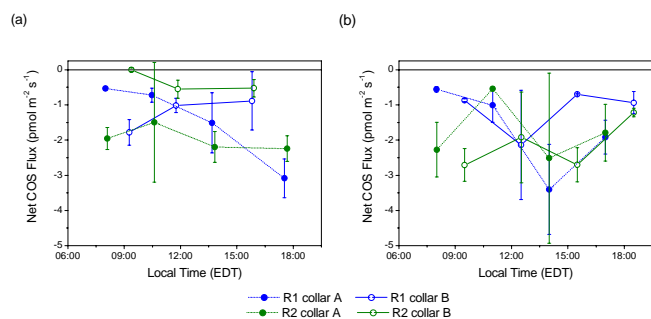 (a)
(b)
Net COS Flux (pmol m⁻² s⁻¹)
0
-1
-2
-3
-4
-5
06:00 09:00 12:00 15:00 18:00
Local Time (EDT)
Net COS Flux (pmol m⁻² s⁻¹)
0
-1
-2
-3
-4
-5
06:00 09:00 12:00 15:00 18:00
Local Time (EDT)
R1 collar A R1 collar B
R2 collar A R2 collar B